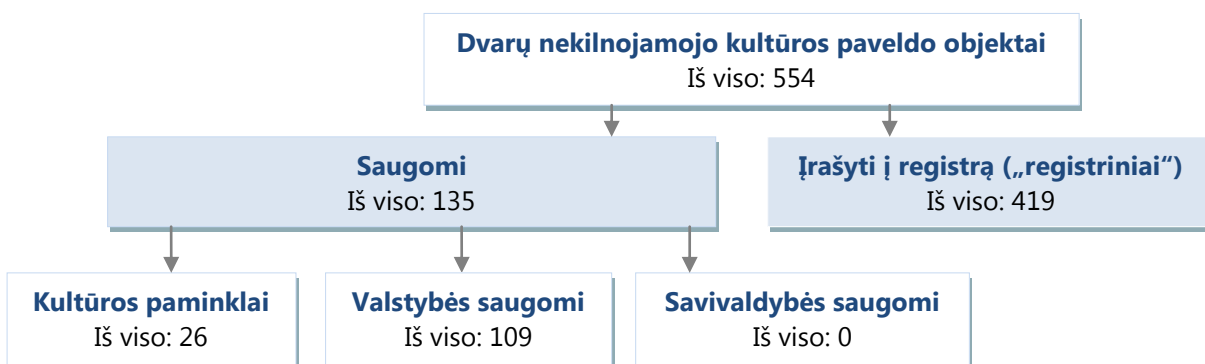 Dvarų nekilnojamojo kultūros paveldo objektai
Iš viso: 554
Saugomi
Iš viso: 135
Įrašyti į registrą („registriniai“)
Iš viso: 419
Kultūros paminklai
Iš viso: 26
Valstybės saugomi
Iš viso: 109
Savivaldybės saugomi
Iš viso: 0